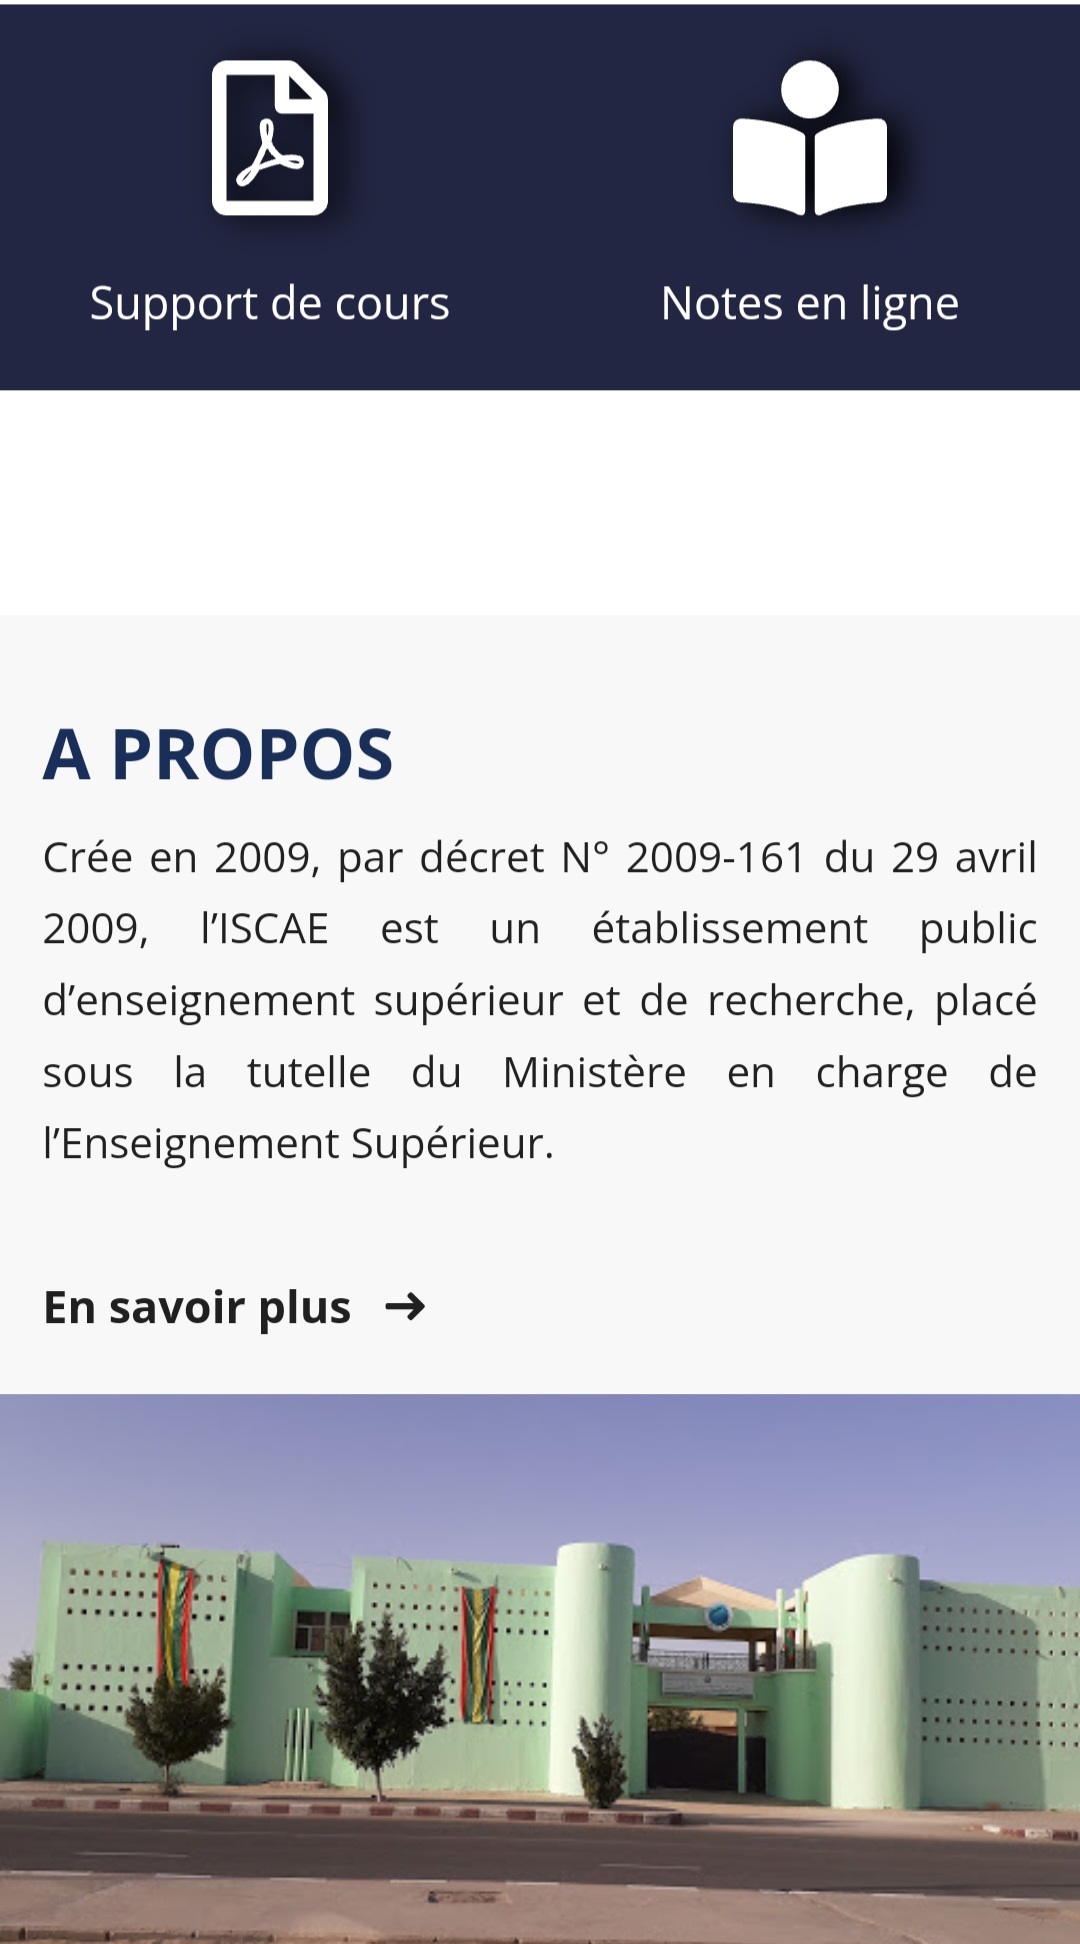 Support de cours
Notes en ligne
A PROPOS
Crée en 2009, par décret N° 2009-161 du 29 avril
2009, l’ISCAE est un établissement public
d’enseignement supérieur et de recherche, placé
sous la tutelle du Ministère en charge de
l’Enseignement Supérieur.
En savoir plus →